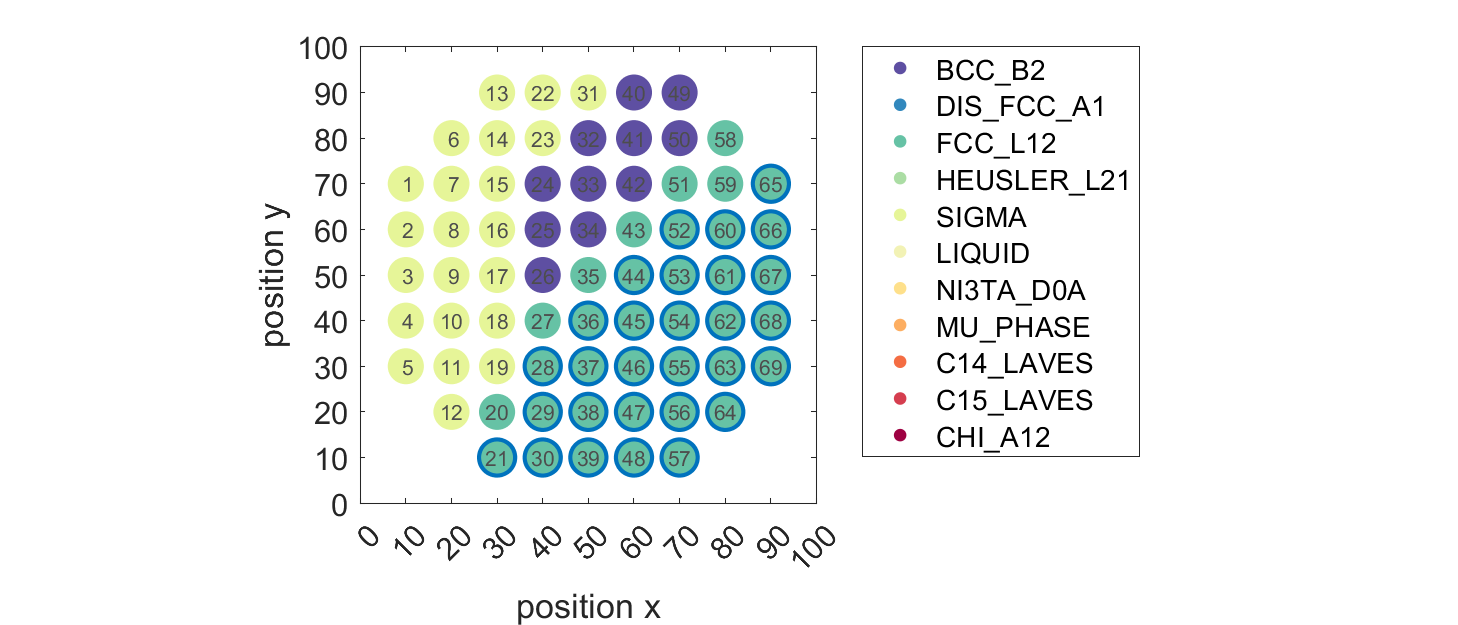 100
90
80
70
60
50
40
30
20
10
0
position y
13 22 31 40 49
6 14 23 32 41 50 58
1 7 15 24 33 42 51 59 65
2 8 16 25 34 43 52 60 66
3 9 17 26 35 44 53 61 67
4 10 18 27 36 45 54 62 68
5 11 19 28 37 46 55 63 69
12 20 29 38 47 56 64
21 30 39 48 57
0 10 20 30 40 50 60 70 80 90 100
position x
BCC_B2
DIS_FCC_A1
FCC_L12
HEUSLER_L21
SIGMA
LIQUID
NI3TA_D0A
MU_PHASE
C14_LAVES
C15_LAVES
CHI_A12